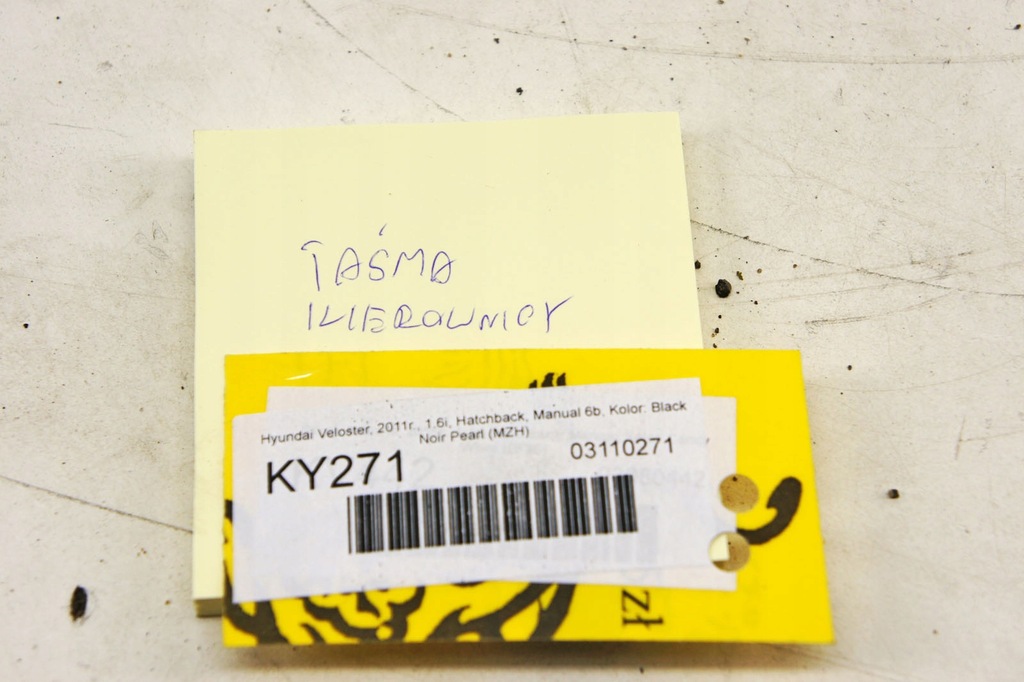 TAŚMA
KIEROWNICY
Hyundai Veloster, 2011r., 1.6i, Hatchback, Manual 6b, Kolor: Black
Noir Pearl (MZH)
03110271
KY271